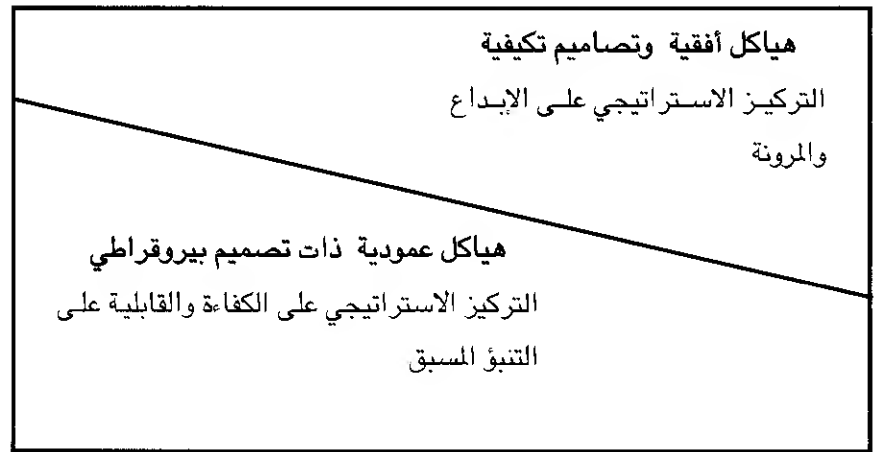 هياكل أفقية وتصاميم تكيفية
التركيز الاستراتيجي على الإبداع
والمرونة
هياكل عمودية ذات تصميم بيروقراطي
التركيز الاستراتيجي على الكفاءة والقابلية على
التنبؤ المسبق